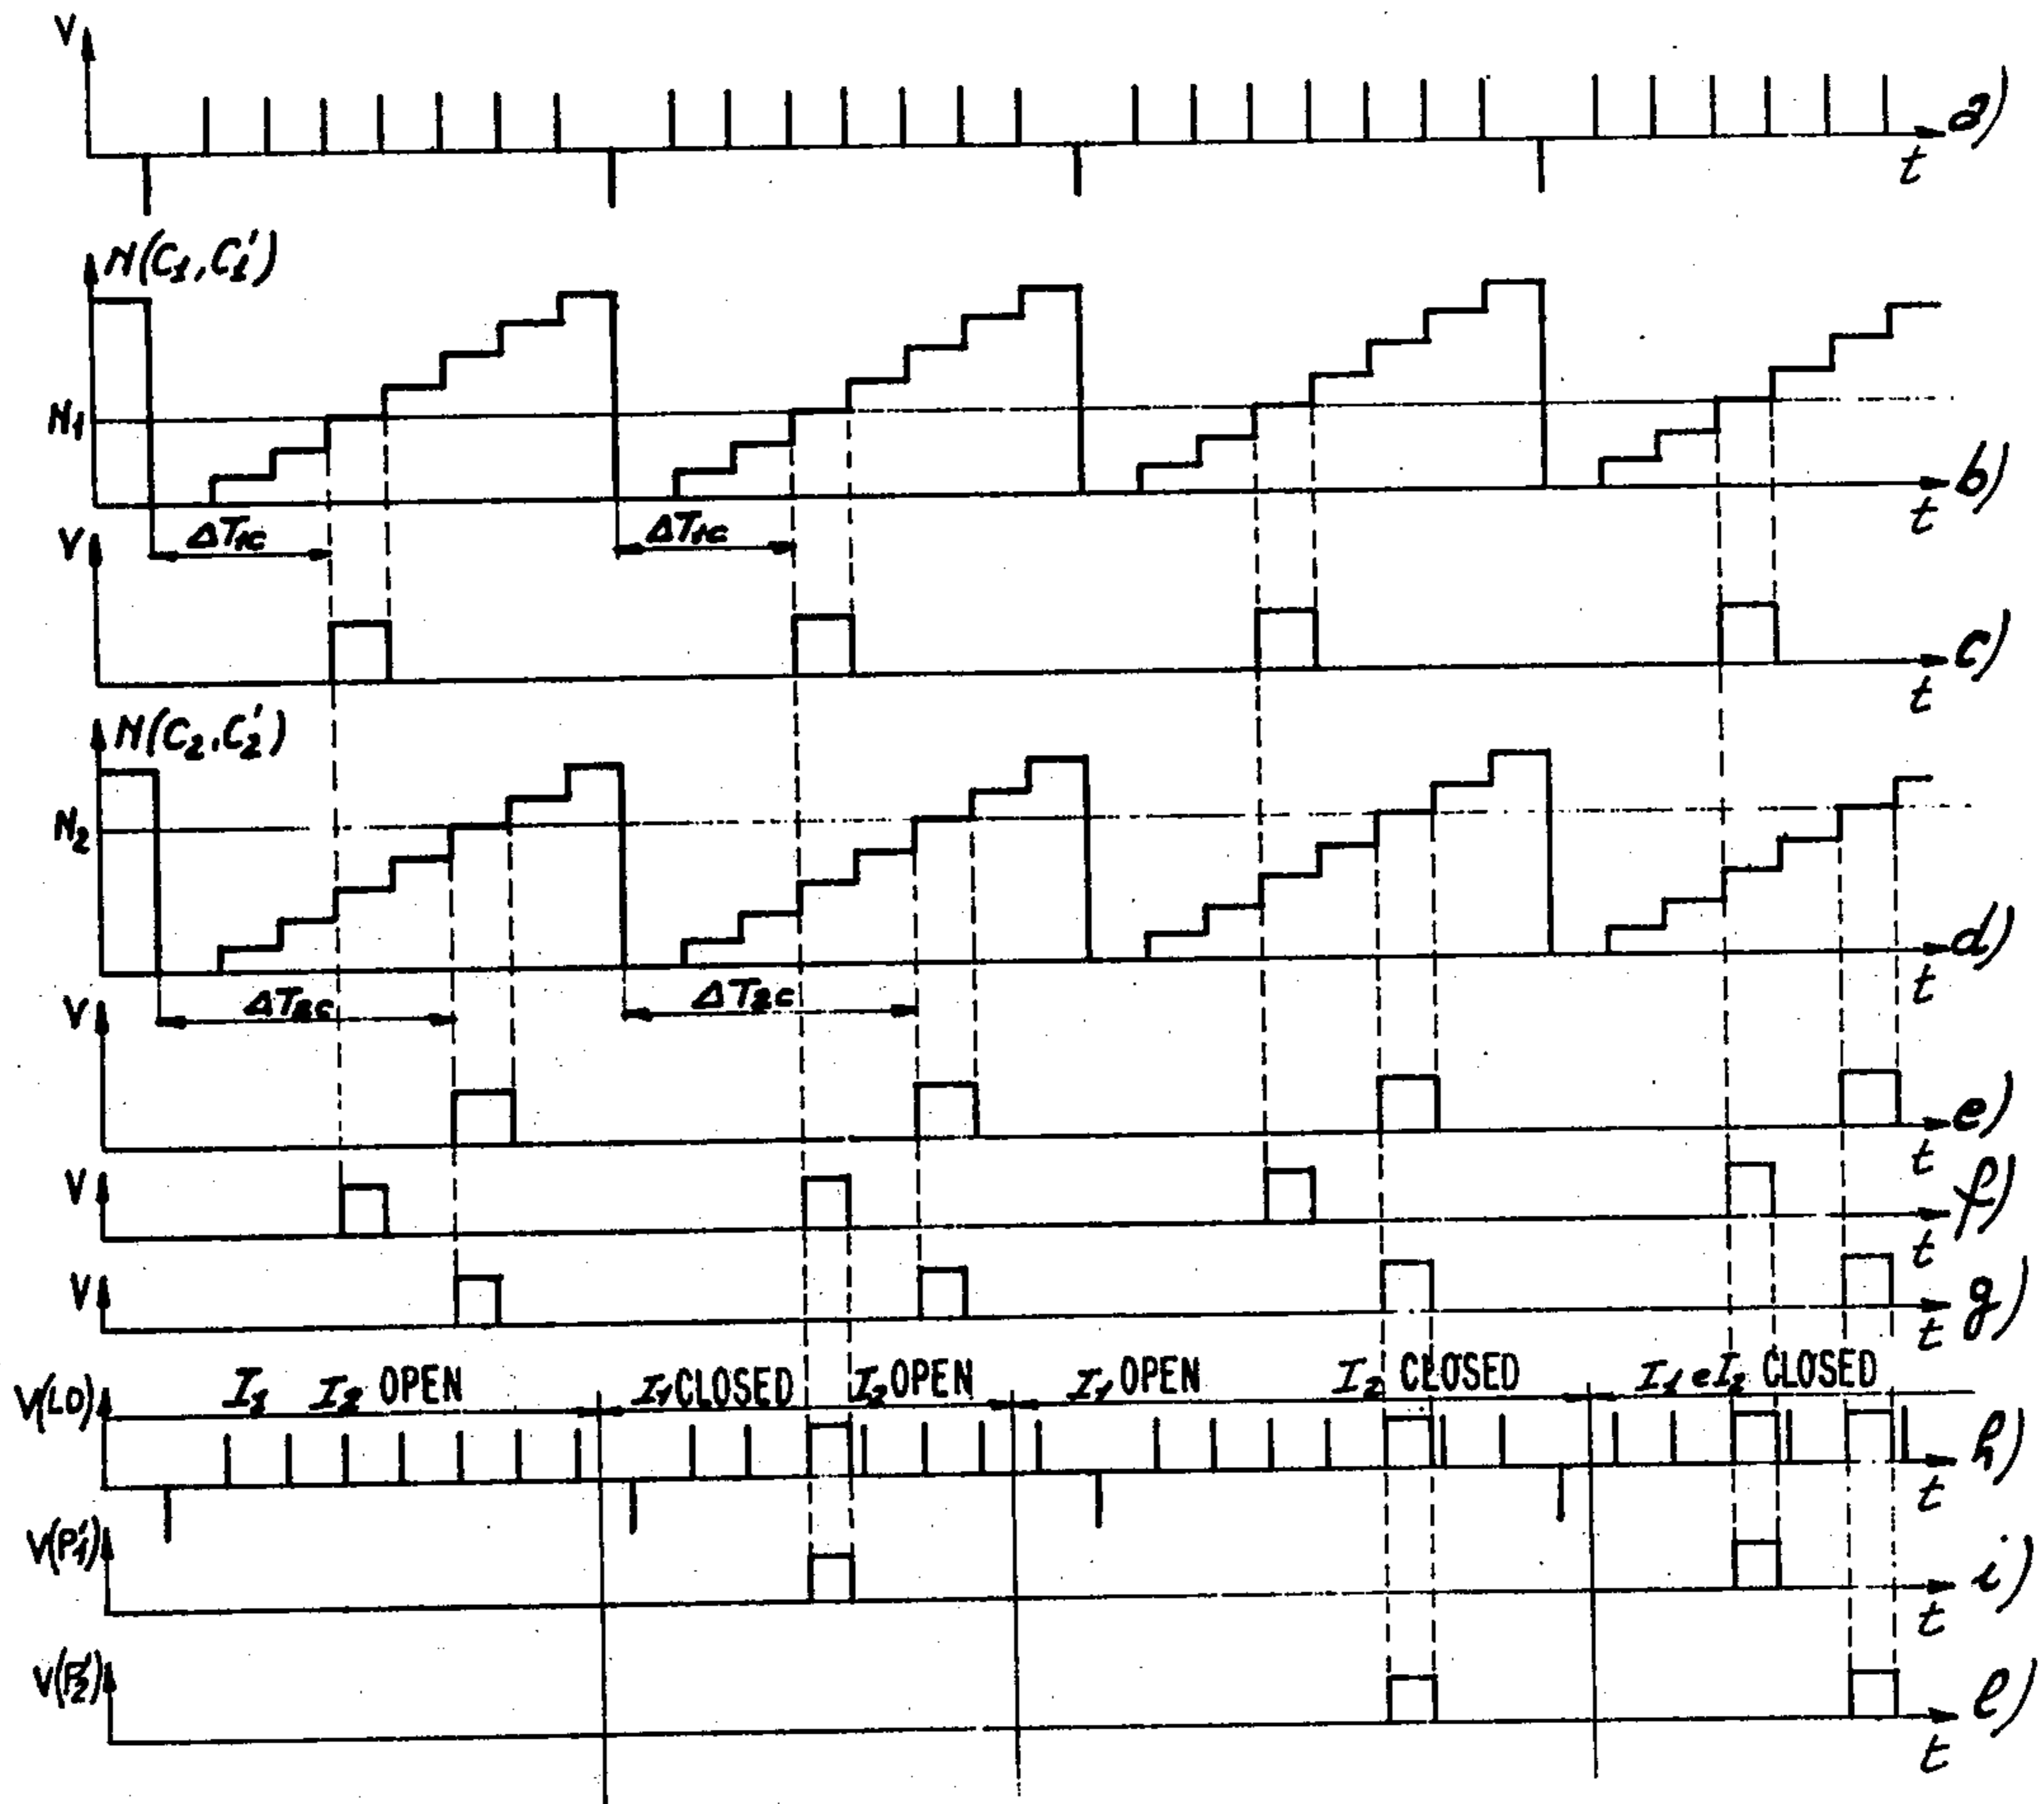 V
a)
t
N(C₁,C₁')
N₁
b)
t
ΔT₁c ΔT₁c
V
c)
t
N(C₂,C₂')
N₂
d)
t
ΔT₂c ΔT₂c
V
e)
t
V
f)
t
V
g)
t
V(LD) I₁ I₂ OPEN I₁ CLOSED I₂ OPEN I₁ OPEN I₂ CLOSED I₁ e I₂ CLOSED
h)
t
V(P₁')
i)
t
V(P₂')
l)
t